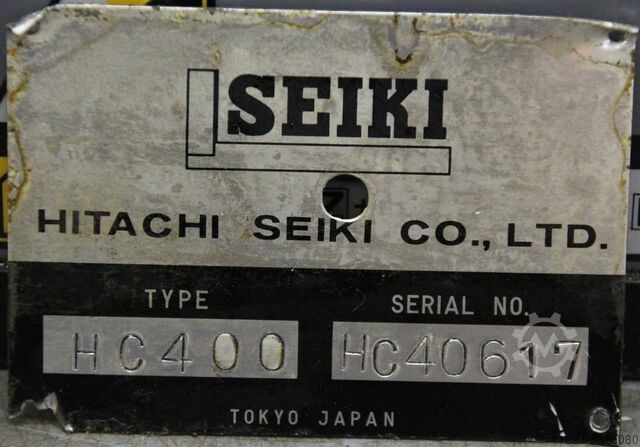 SEIKI
HITACHI SEIKI CO., LTD.
TYPE SERIAL NO.
HC400 HC40617
TOKYO JAPAN